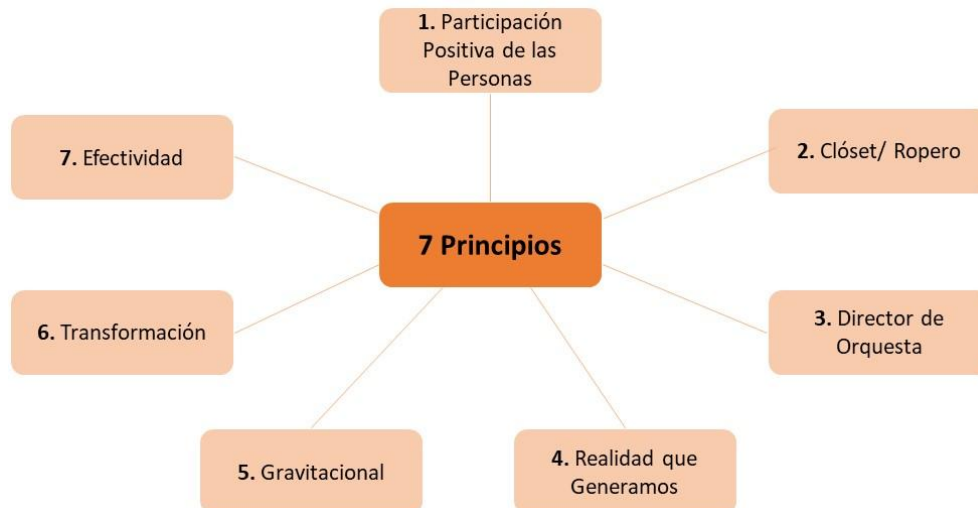 1. Participación
Positiva de las
Personas
7. Efectividad
2. Clóset/ Ropero
7 Principios
6. Transformación
3. Director de
Orquesta
5. Gravitacional
4. Realidad que
Generamos